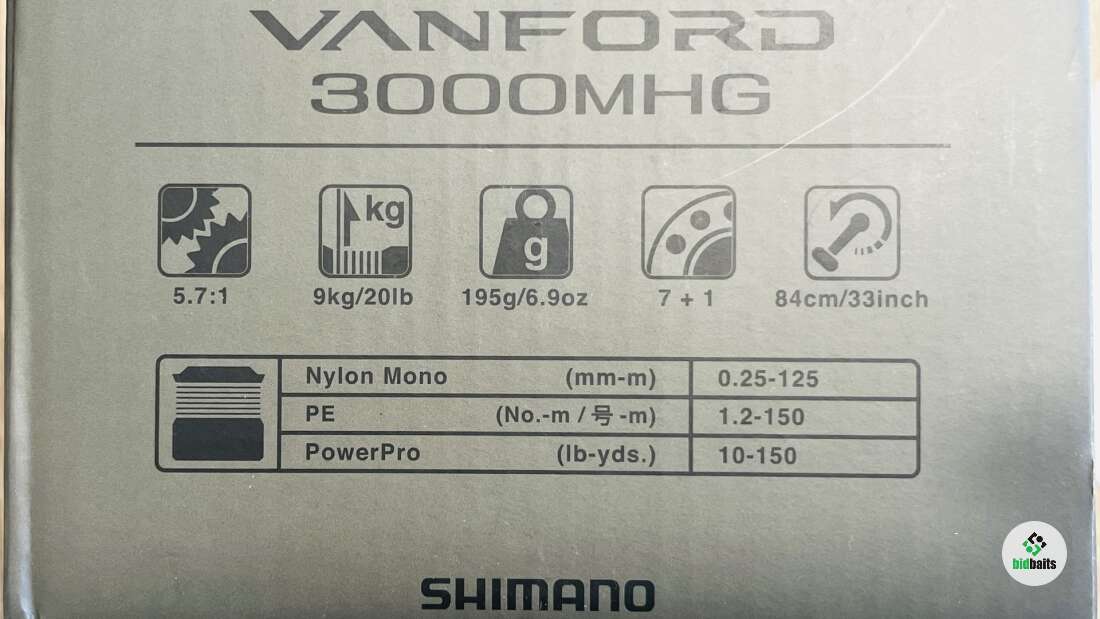 VANFORD
3000MHG
kg
g
5.7:1 9kg/20lb 195g/6.9oz 7 + 1 84cm/33inch
Nylon Mono (mm-m) 0.25-125
PE (No.-m / 号 -m) 1.2-150
PowerPro (lb-yds.) 10-150
SHIMANO
bidbaits